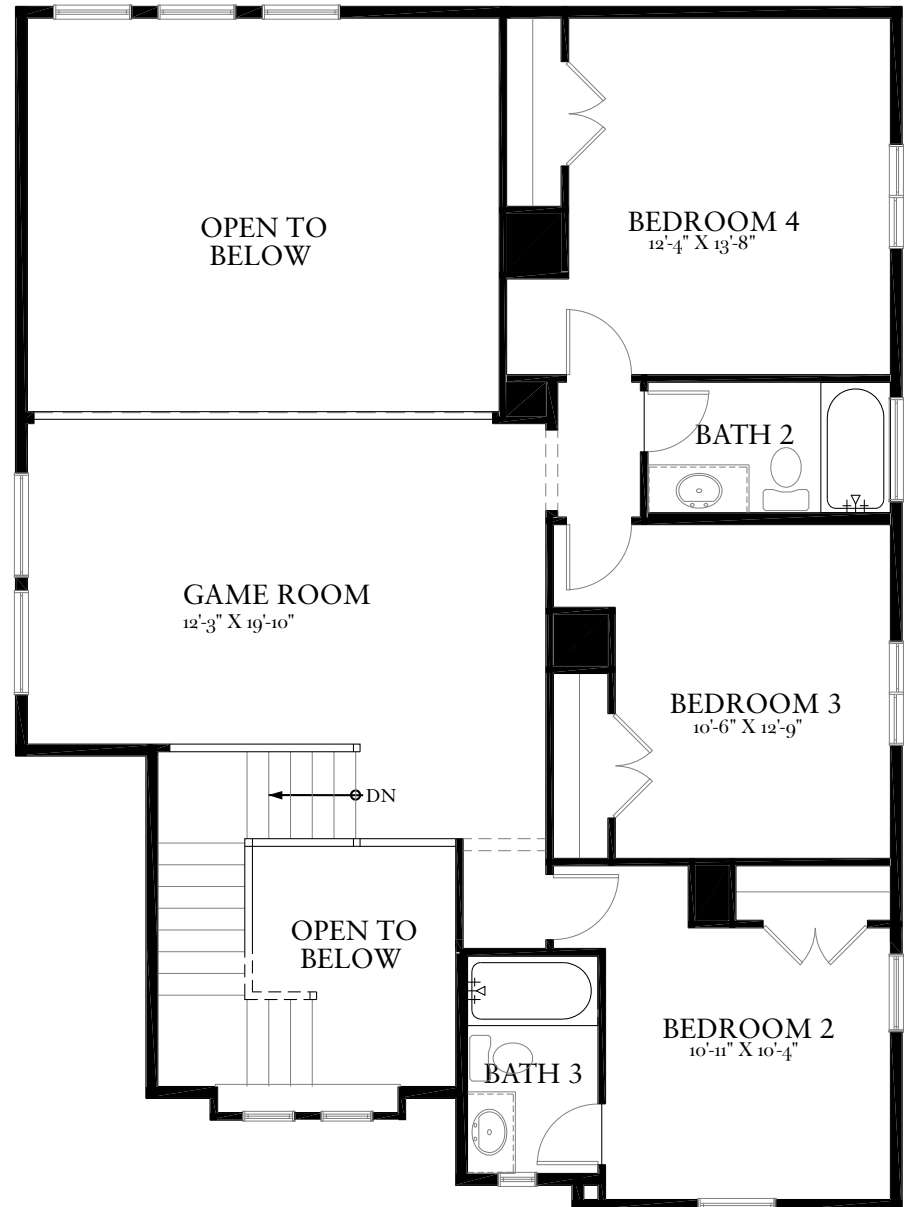 OPEN TO
BELOW
BEDROOM 4
12'-4" X 13'-8"
BATH 2
GAME ROOM
12'-3" X 19'-10"
BEDROOM 3
10'-6" X 12'-9"
DN
OPEN TO
BELOW
BEDROOM 2
10'-11" X 10'-4"
BATH 3